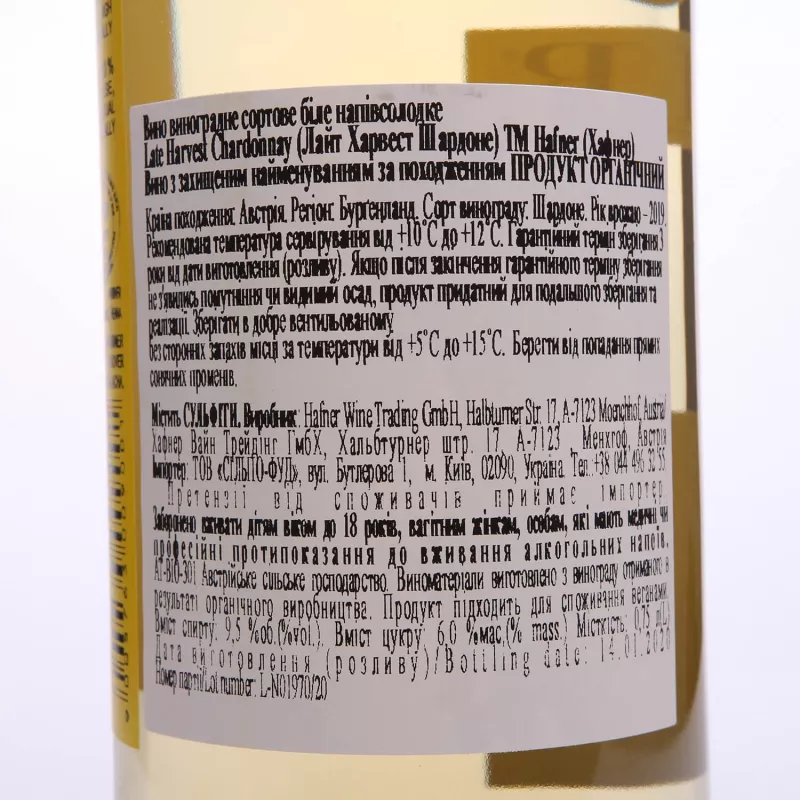 Вино виноградне сортове біле напівсолодке
Late Harvest Chardonnay (Лайт Харвест Шардоне) ТМ Hafner (Хафнер)
Вино з захищеним найменуванням за походженням ПРОДУКТ ОРГАНІЧНИЙ
Країна походження: Австрія. Регіон: Бургенланд. Сорт винограду: Шардоне. Рік врожаю - 2019.
Рекомендована температура сервірування від +10°С до +12°С. Гарантійний термін зберігання 3
роки від дати виготовлення (розливу). Якщо після закінчення гарантійного терміну зберігання
не з'явились помутніння чи видимий осад, продукт придатний для подальшого зберігання та
реалізації. Зберігати в добре вентильованому,
без сторонніх запахів місці за температури від +5°С до +15°С. Берегти від попадання прямих
сонячних променів.
Містить СУЛЬФІТИ. Виробник: Hafner Wine Trading GmbH, Halbturner Str. 17, A-7123 Moenchhof, Austria/
Хафнер Вайн Трейдінг ГмбХ, Хальбтурнер штр. 17, А-7123 , Менхгоф, Австрія
Імпортер: ТОВ «СІЛЬПО-ФУД», вул. Бутлерова 1, м. Київ, 02090, Україна Тел.:+38 044 496 32 55
Претензії від споживачів приймає імпортер.
Заборонено вживати дітям віком до 18 років, вагітним жінкам, особам, які мають медичні чи
професійні протипоказання до вживання алкогольних напоїв.
AT-BIO-301 Австрійське сільське господарство. Виноматеріали виготовлено з винограду отриманого в
результаті органічного виробництва. Продукт підходить для споживання веганами.
Вміст спирту: 9,5 %об.(%vol.). Вміст цукру: 6,0 %мас.(% mass.) Місткість: 0,75 л(L)
Дата виготовлення (розливу)/Bottling date: 14.01.2020
Номер партії/Lot number: L-N01970/20